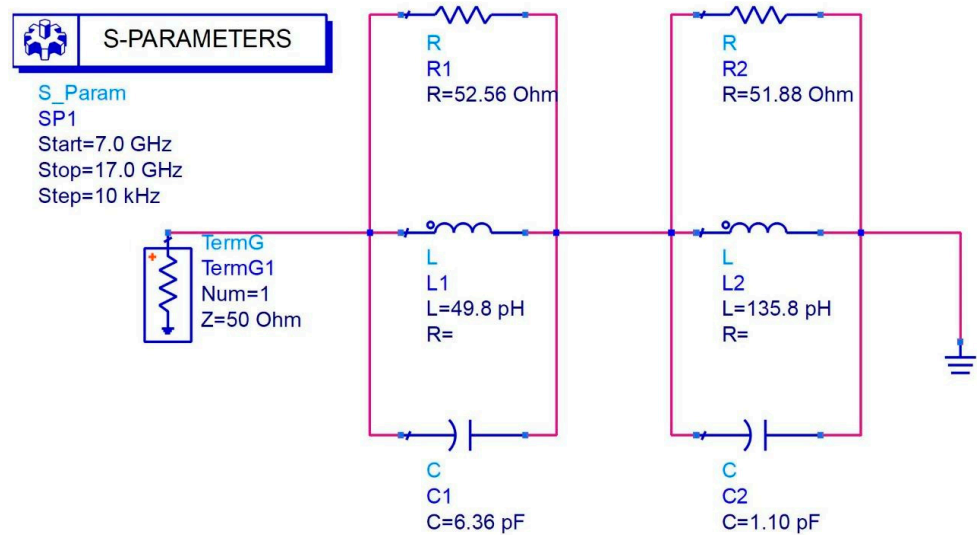 S-PARAMETERS
S_Param
SP1
Start=7.0 GHz
Stop=17.0 GHz
Step=10 kHz
TermG
TermG1
Num=1
Z=50 Ohm
R
R1
R=52.56 Ohm
L
L1
L=49.8 pH
R=
C
C1
C=6.36 pF
R
R2
R=51.88 Ohm
L
L2
L=135.8 pH
R=
C
C2
C=1.10 pF